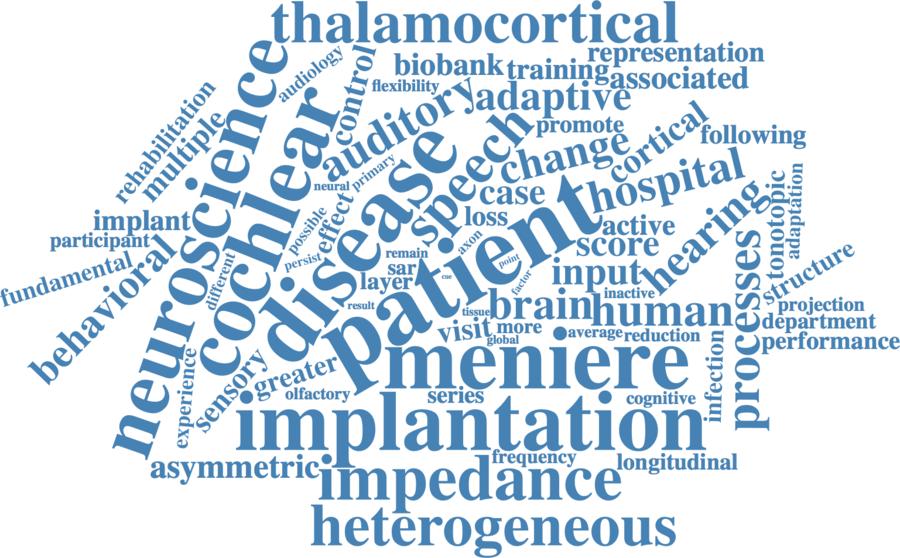 thalamocortical
representation
biobank
training
associated
audiology
control
flexibility
rehabilitation
multiple
neuroscience
cochlear
auditory
adaptive
promote
cortical
following
disease
speech
change
neural
primary
case
hospital
implant
participant
possible
effect
loss
patient
active
score
hearing
tonotopic
adaptation
fundamental
behavioral
different
persist
remain
axon
point
sar
layer
cue
factor
input
inactive
processes
structure
result
tissue
brain
human
projection
department
visit
more
global
average
reduction
performance
experience
sensory
greater
meniere
infection
olfactory
series
cognitive
implantation
asymmetric
frequency
longitudinal
impedance
heterogeneous